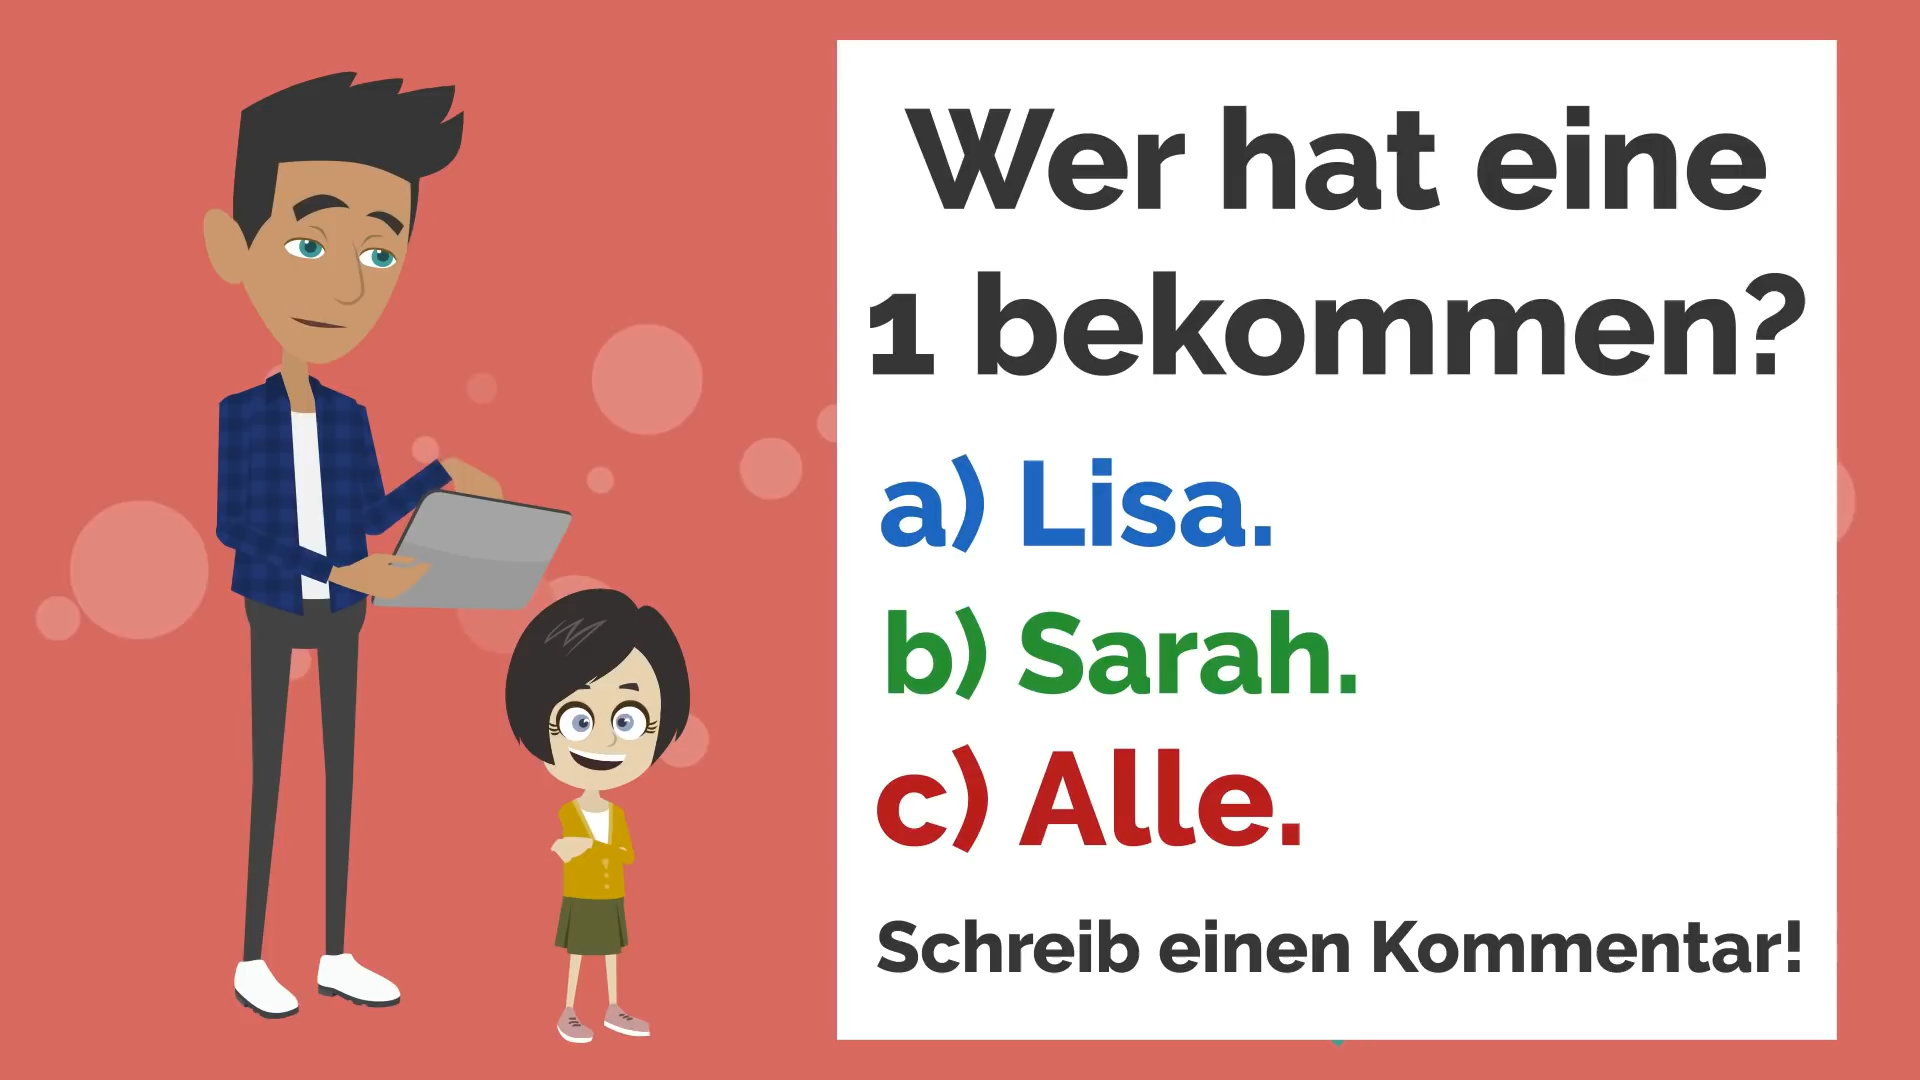 Wer hat eine
1 bekommen?
a) Lisa.
b) Sarah.
c) Alle.
Schreib einen Kommentar!